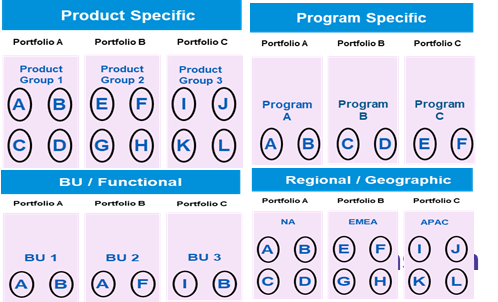 Product Specific
Portfolio A Portfolio B Portfolio C
Product Group 1 Product Group 2 Product Group 3
A B E F I J
C D G H K L
Program Specific
Portfolio A Portfolio B Portfolio C
Program A Program B Program C
A B C D E F
BU / Functional
Portfolio A Portfolio B Portfolio C
BU 1 BU 2 BU 3
A B A F I B
Regional / Geographic
Portfolio A Portfolio B Portfolio C
NA EMEA APAC
A B E F I J
C D G H K L